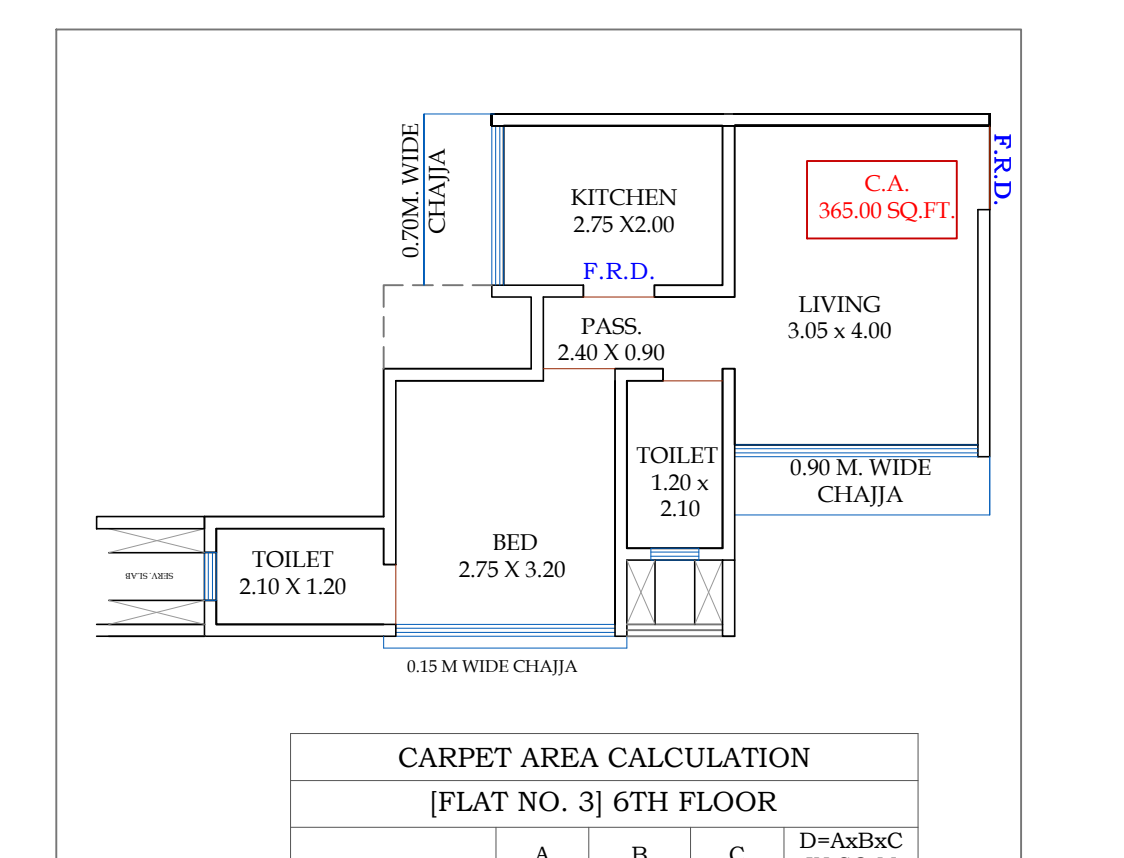 0.70M. WIDE
CHAJJA
KITCHEN
2.75 X2.00
F.R.D.
C.A.
365.00 SQ.FT.
F.R.D.
LIVING
3.05 x 4.00
PASS.
2.40 X 0.90
TOILET
1.20 x
2.10
0.90 M. WIDE
CHAJJA
BED
2.75 X 3.20
TOILET
2.10 X 1.20
SERV. SLAB
0.15 M WIDE CHAJJA
CARPET AREA CALCULATION
[FLAT NO. 3] 6TH FLOOR
A
B
C
D=AxBxC